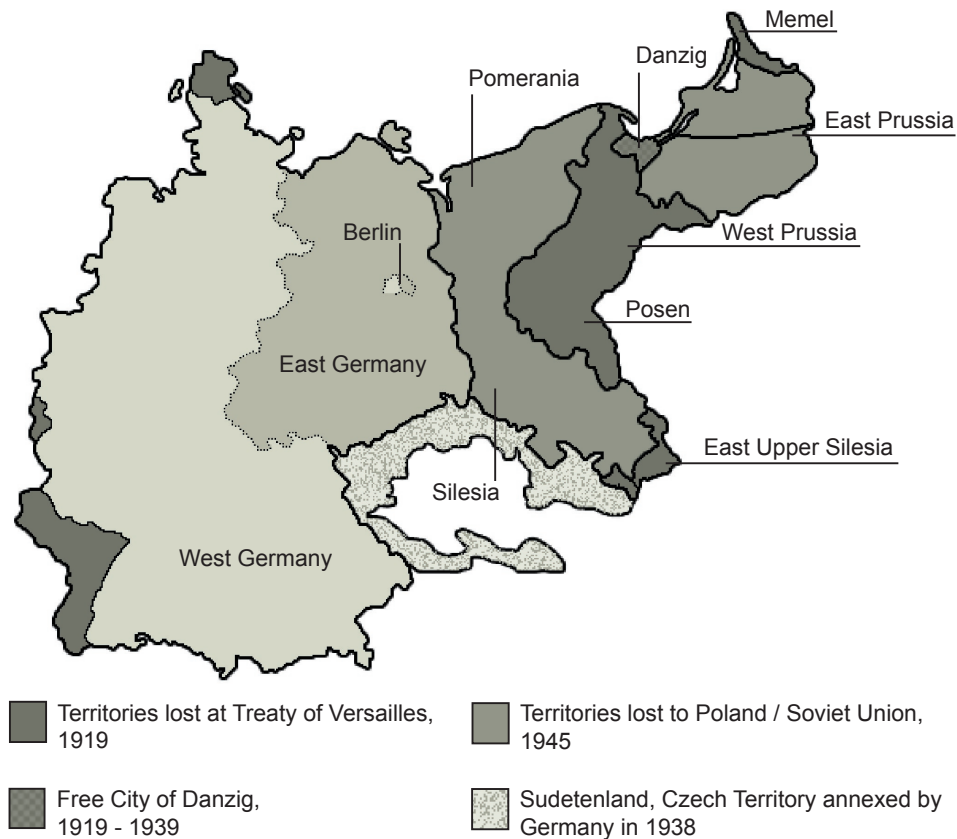 Memel
Danzig
Pomerania
East Prussia
West Prussia
Berlin
Posen
East Germany
East Upper Silesia
Silesia
West Germany
Territories lost at Treaty of Versailles,
1919
Territories lost to Poland / Soviet Union,
1945
Free City of Danzig,
1919 - 1939
Sudetenland, Czech Territory annexed by
Germany in 1938